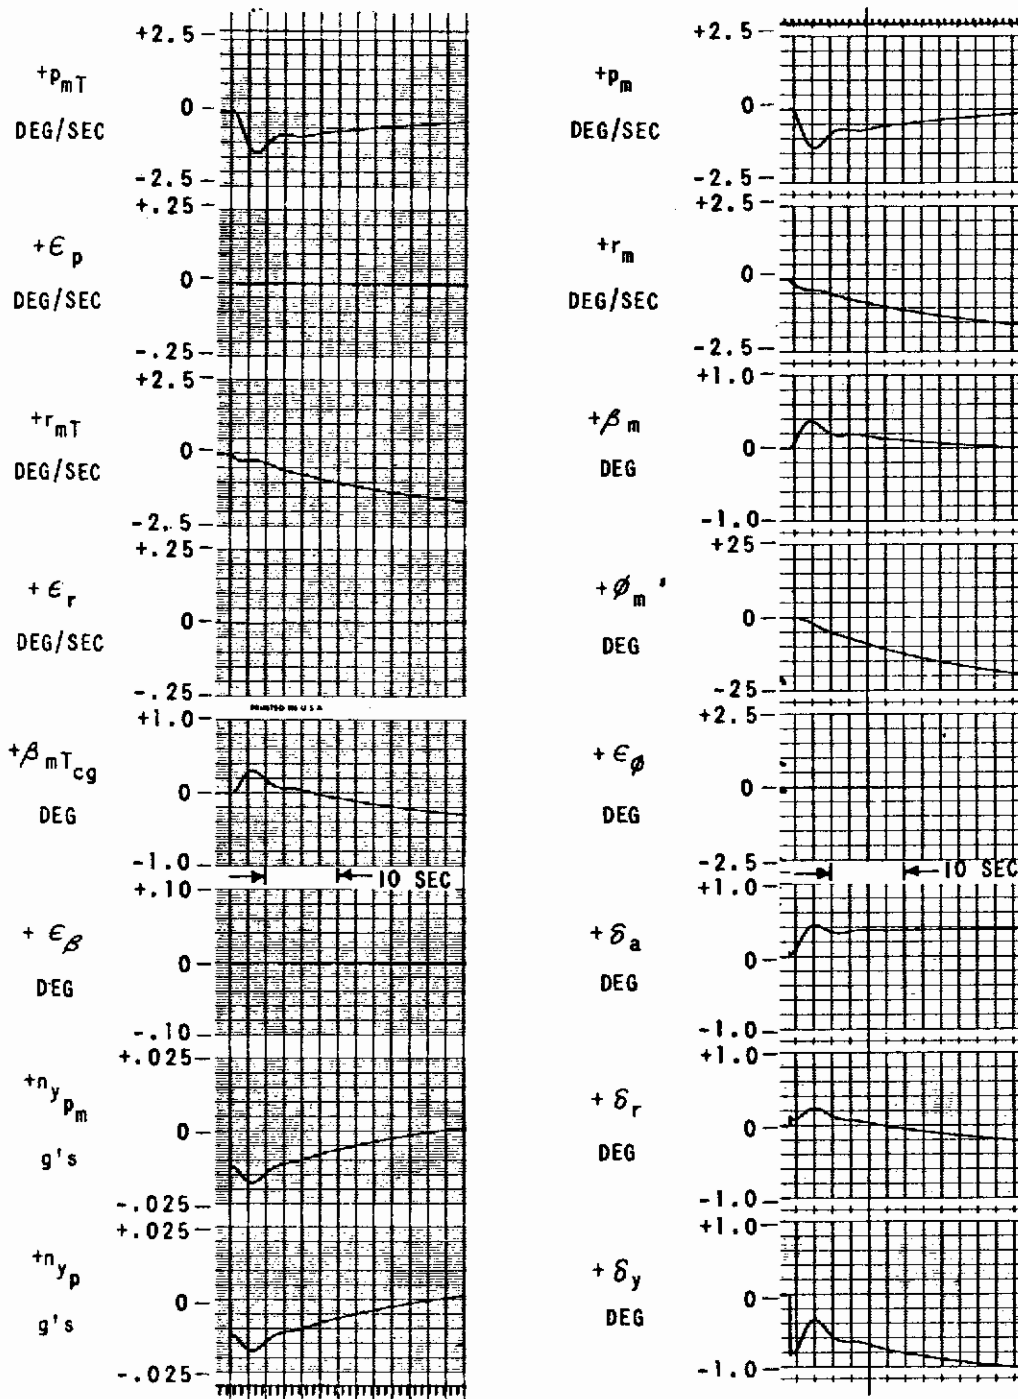 +2.5
+p_mT
0
DEG/SEC
-2.5
+.25
+ϵ_p
0
DEG/SEC
-.25
+2.5
+r_mT
0
DEG/SEC
-2.5
+.25
+ϵ_r
0
DEG/SEC
-.25
PRINTED IN U S A
+1.0
+β_mT_cg
0
DEG
-1.0
10 SEC
+.10
+ϵ_β
0
DEG
-.10
+.025
+n_y_p_m
0
g's
-.025
+.025
+n_y_p
0
g's
-.025
+2.5
+p_m
0
DEG/SEC
-2.5
+2.5
+r_m
0
DEG/SEC
-2.5
+1.0
+β_m
0
DEG
-1.0
+25
+ϕ_m
0
DEG
-25
+2.5
+ϵ_ϕ
0
DEG
-2.5
10 SEC
+1.0
+δ_a
0
DEG
-1.0
+1.0
+δ_r
0
DEG
-1.0
+1.0
+δ_y
0
DEG
-1.0